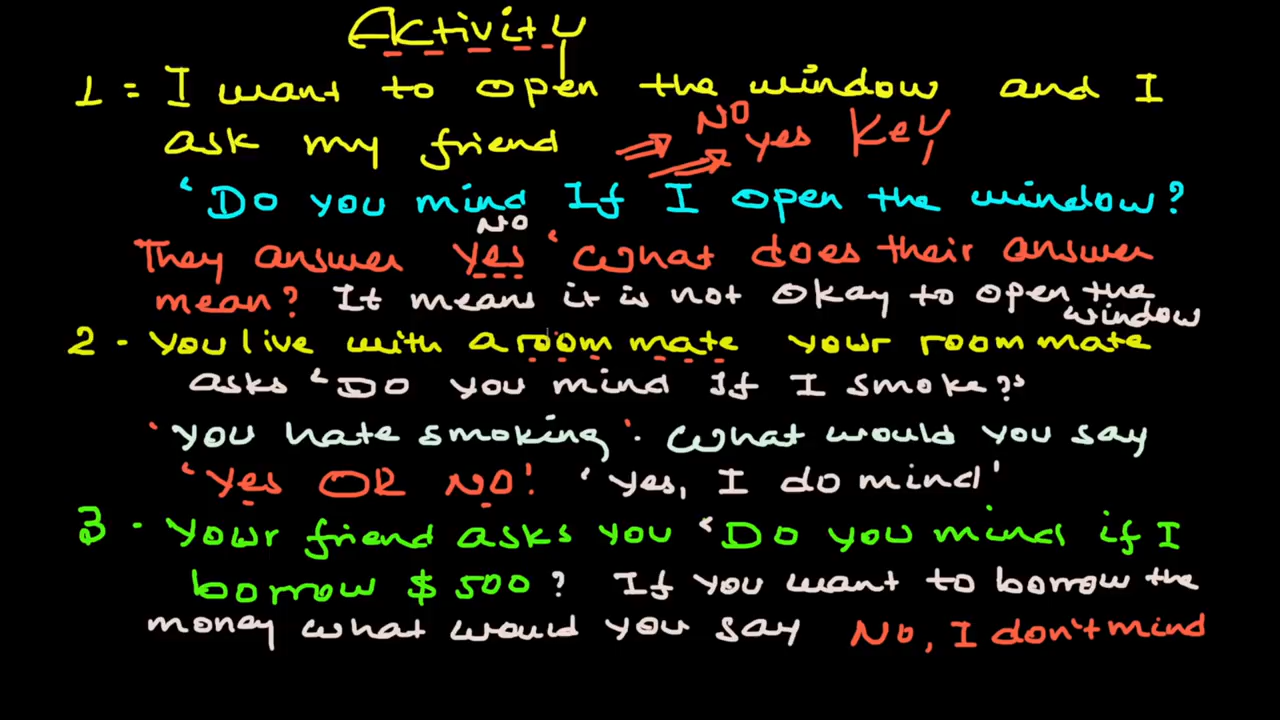 Activity
1 = I want to open the window and I
ask my friend ⇒ NO yes Key
'Do you mind If I open the window?
NO
They answer yes 'What does their answer
mean? It means it is not Okay to open the window
2 - You live with a room mate your room mate
asks 'Do you mind If I smoke?'
'you hate smoking'. What would you say
'Yes OR NO! 'Yes, I do mind'
3 - Your friend asks you 'Do you mind if I
borrow $ 500? If you want to borrow the
money what would you say No, I don't mind